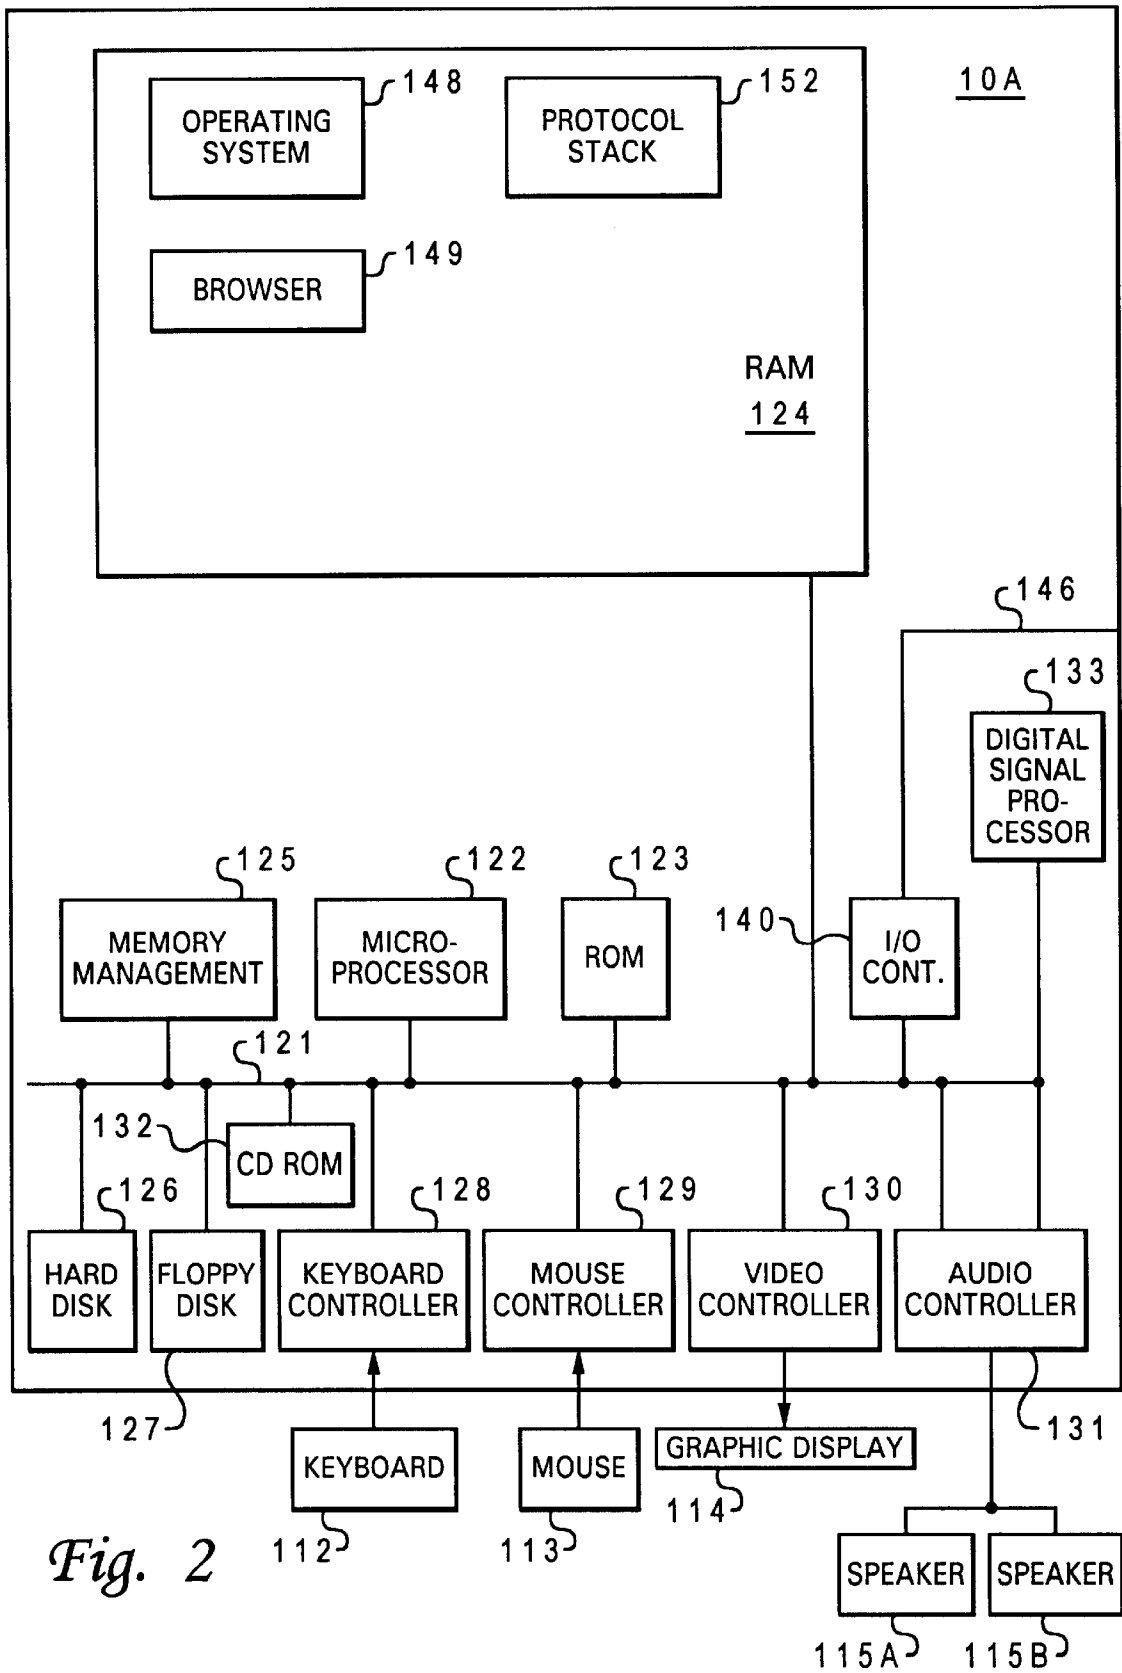 10A
148
OPERATING
SYSTEM
152
PROTOCOL
STACK
149
BROWSER
RAM
124
146
133
DIGITAL
SIGNAL
PRO-
CESSOR
125
MEMORY
MANAGEMENT
122
MICRO-
PROCESSOR
123
ROM
140
I/O
CONT.
121
132
CD ROM
126
HARD
DISK
FLOPPY
DISK
127
128
KEYBOARD
CONTROLLER
129
MOUSE
CONTROLLER
130
VIDEO
CONTROLLER
AUDIO
CONTROLLER
131
KEYBOARD
112
MOUSE
113
GRAPHIC DISPLAY
114
SPEAKER
115A
SPEAKER
115B
Fig. 2